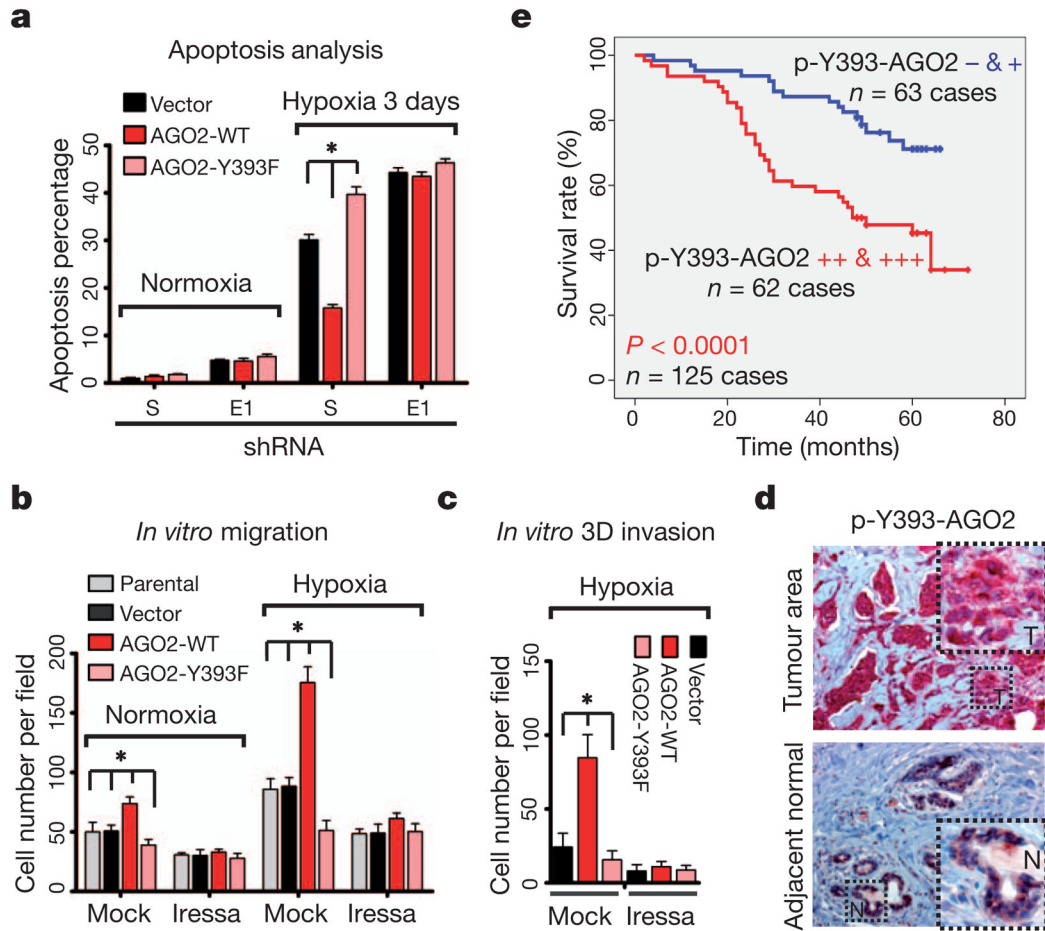 a
Apoptosis analysis
Vector
AGO2-WT
AGO2-Y393F
Hypoxia 3 days
*
Normoxia
Apoptosis percentage
50
40
30
20
10
0
S E1 S E1
shRNA
e
p-Y393-AGO2 − & +
n = 63 cases
p-Y393-AGO2 ++ & +++
n = 62 cases
P < 0.0001
n = 125 cases
Survival rate (%)
100
80
60
40
20
0
0 20 40 60 80
Time (months)
b
In vitro migration
Parental
Vector
AGO2-WT
AGO2-Y393F
Hypoxia
*
Normoxia
*
Cell number per field
200
150
100
50
0
Mock Iressa Mock Iressa
c
In vitro 3D invasion
Hypoxia
AGO2-Y393F
AGO2-WT
Vector
*
Cell number per field
150
100
50
0
Mock Iressa
d
p-Y393-AGO2
Tumour area
T
T
Adjacent normal
N
N